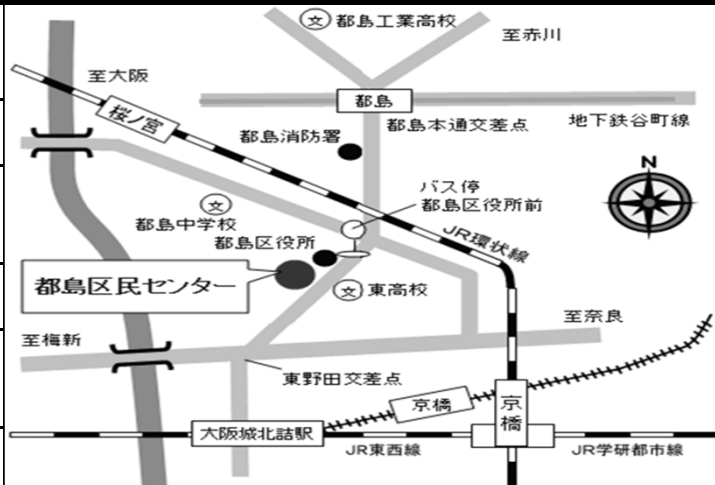 文 都島工業高校
至赤川
至大阪
都島
桜ノ宮
都島本通交差点
地下鉄谷町線
都島消防署
N
バス停
都島区役所前
文
都島中学校
都島区役所
JR環状線
都島区民センター
文 東高校
至奈良
至梅新
東野田交差点
京橋
京橋
大阪城北詰駅
JR東西線
JR学研都市線